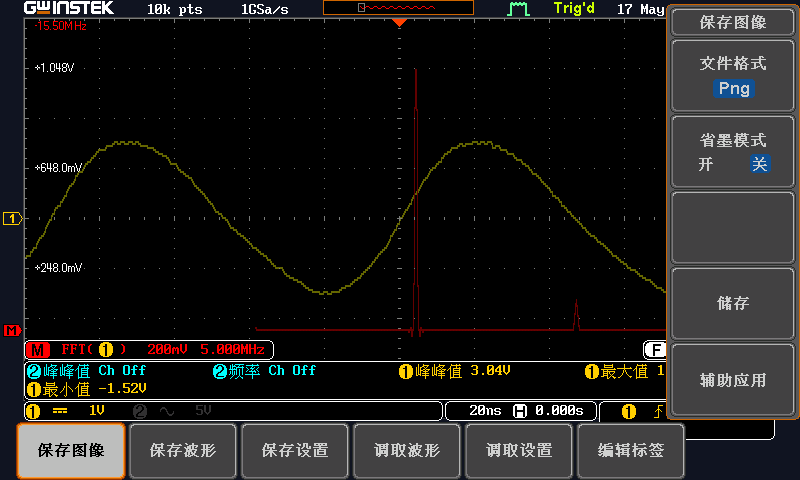 GWINSTEK 10k pts 1GSa/s Trig'd 17 May
-15.50MHz
保存图像
+1.048V
文件格式
Png
省墨模式
开 关
+648.0mV
1
+248.0mV
储存
M
M FFT( 1 ) 200mV 5.000MHz F
2 峰峰值 Ch Off 2 频率 Ch Off 1 峰峰值 3.04V 1 最大值 1
1 最小值 -1.52V
辅助应用
1 1V 2 5V 20ns H 0.000s 1
保存图像 保存波形 保存设置 调取波形 调取设置 编辑标签